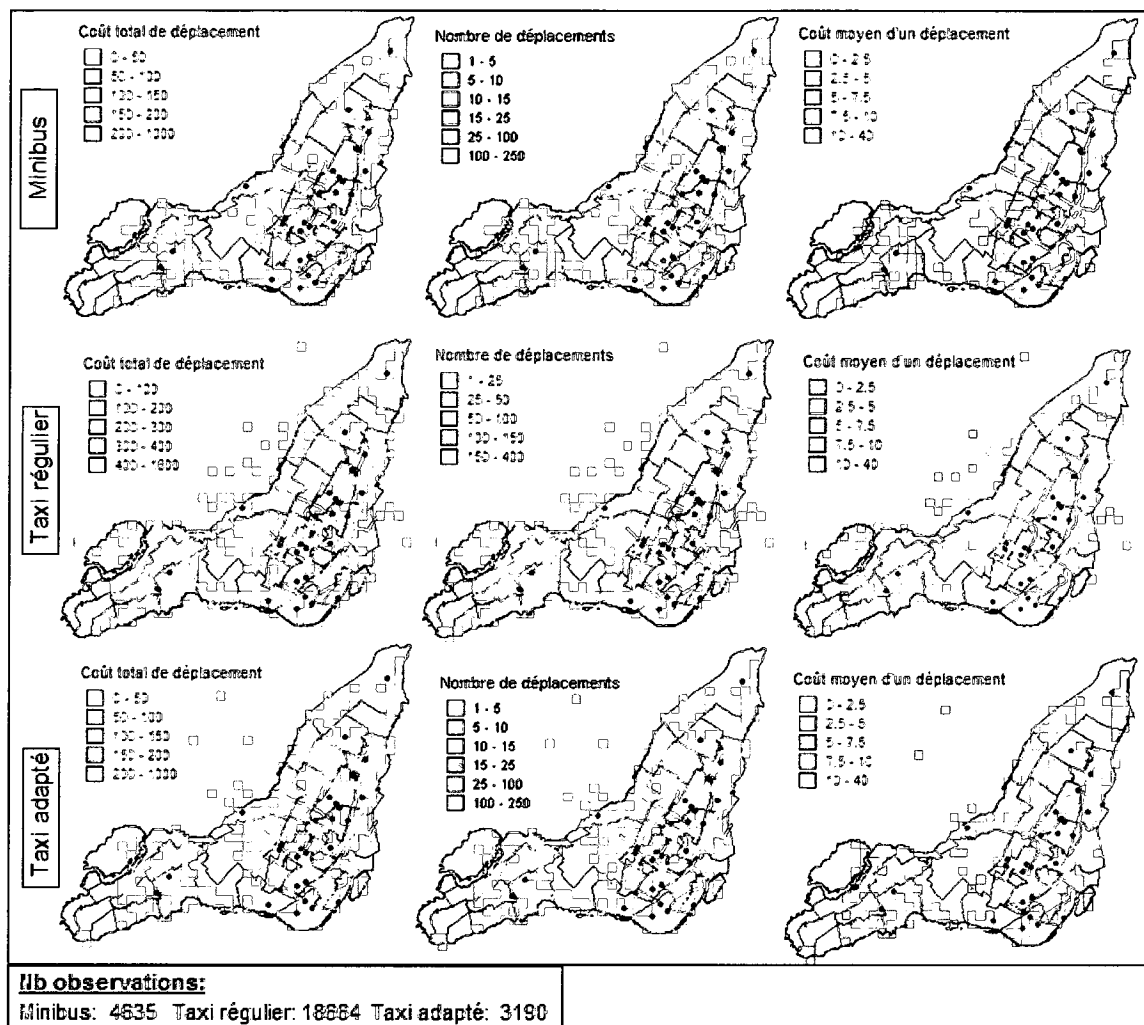 Minibus
Coût total de déplacement
0 - 50
50 - 100
100 - 150
150 - 200
200 - 1000
Nombre de déplacements
1 - 5
5 - 10
10 - 15
15 - 25
25 - 100
100 - 250
Coût moyen d'un déplacement
0 - 2.5
2.5 - 5
5 - 7.5
7.5 - 10
10 - 40
Taxi régulier
Coût total de déplacement
0 - 100
100 - 200
200 - 300
300 - 400
400 - 1600
Nombre de déplacements
1 - 25
25 - 50
50 - 100
100 - 150
150 - 400
Coût moyen d'un déplacement
0 - 2.5
2.5 - 5
5 - 7.5
7.5 - 10
10 - 40
Taxi adapté
Coût total de déplacement
0 - 50
50 - 100
100 - 150
150 - 200
200 - 1000
Nombre de déplacements
1 - 5
5 - 10
10 - 15
15 - 25
25 - 100
100 - 250
Coût moyen d'un déplacement
0 - 2.5
2.5 - 5
5 - 7.5
7.5 - 10
10 - 40
Nb observations:
Minibus: 4635 Taxi régulier: Taxi adapté: 3190